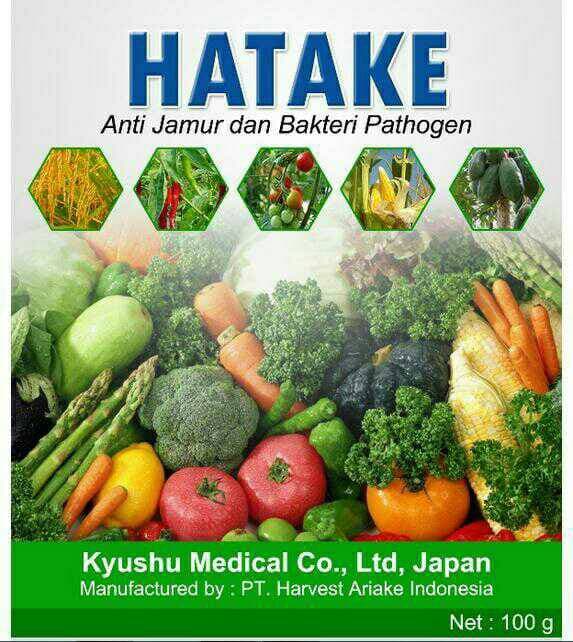 HATAKE
Anti Jamur dan Bakteri Pathogen
Kyushu Medical Co., Ltd, Japan
Manufactured by : PT. Harvest Ariake Indonesia
Net : 100 g